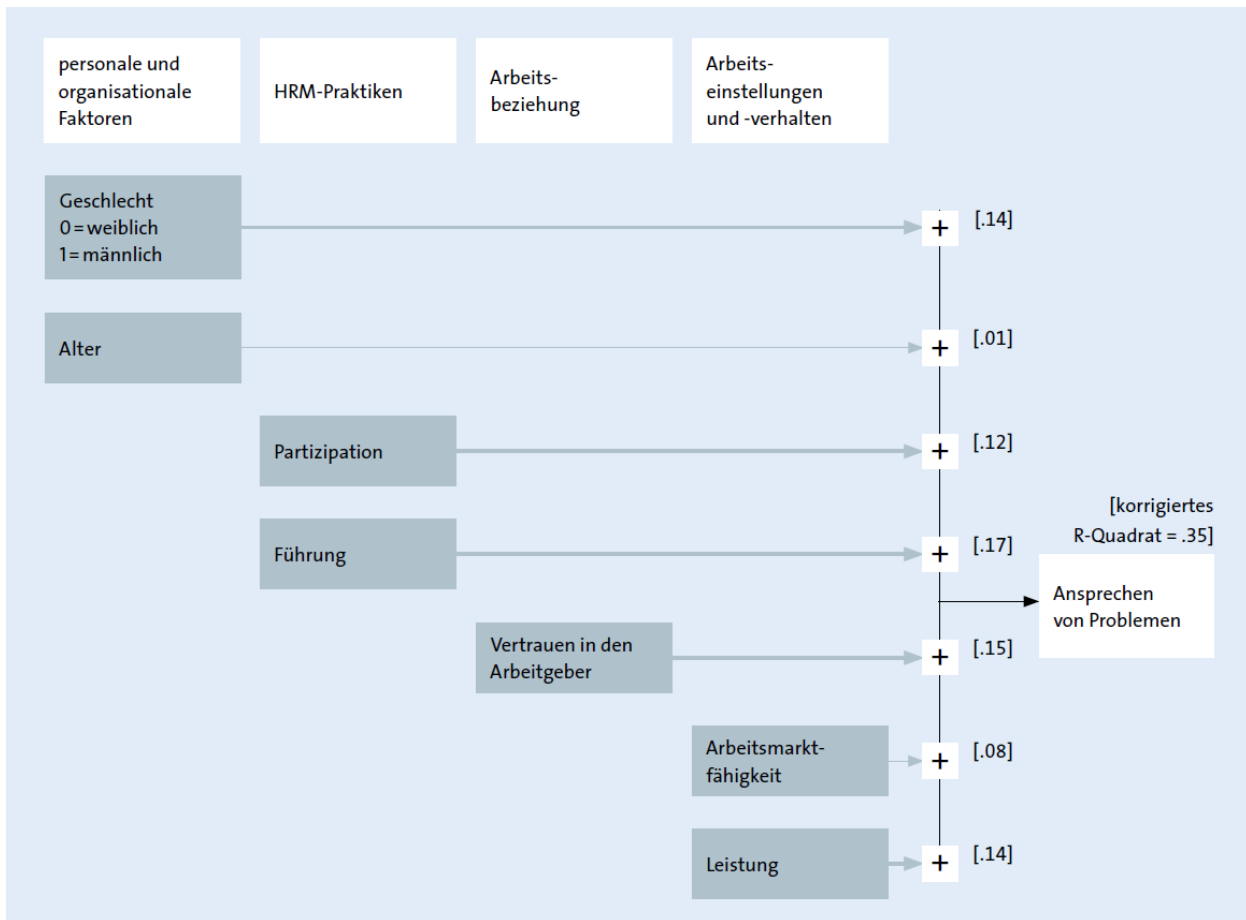 personale und
organisationale
Faktoren
HRM-Praktiken
Arbeits-
beziehung
Arbeits-
einstellungen
und -verhalten
Geschlecht
0 = weiblich
1 = männlich
+
[.14]
Alter
+
[.01]
Partizipation
+
[.12]
Führung
+
[.17]
[korrigiertes
R-Quadrat = .35]
Ansprechen
von Problemen
Vertrauen in den
Arbeitgeber
+
[.15]
Arbeitsmarkt-
fähigkeit
+
[.08]
Leistung
+
[.14]